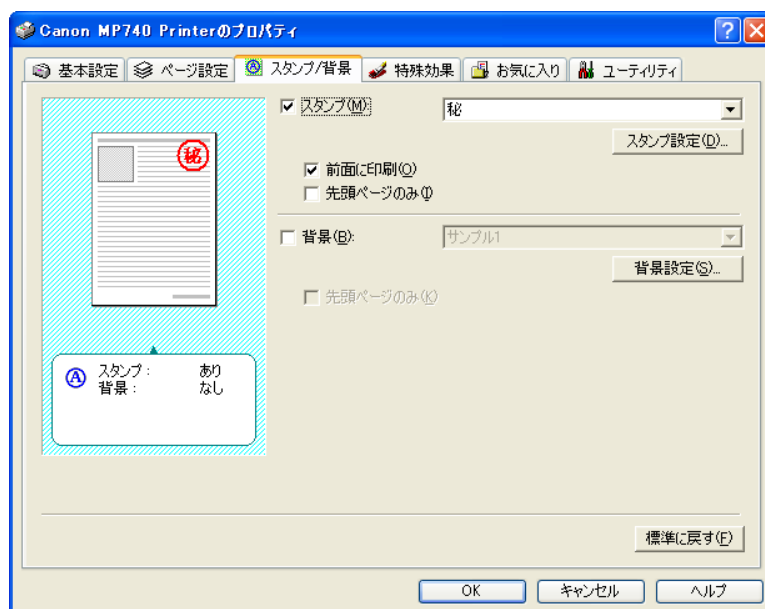 Canon MP740 Printerのプロパティ
基本設定 ページ設定 スタンプ/背景 特殊効果 お気に入り ユーティリティ
スタンプ(M): 秘
スタンプ設定(D)...
前面に印刷(O)
先頭ページのみ(I)
背景(B): サンプル1
背景設定(S)...
先頭ページのみ(K)
秘
A スタンプ: あり
背景: なし
標準に戻す(F)
OK キャンセル ヘルプ